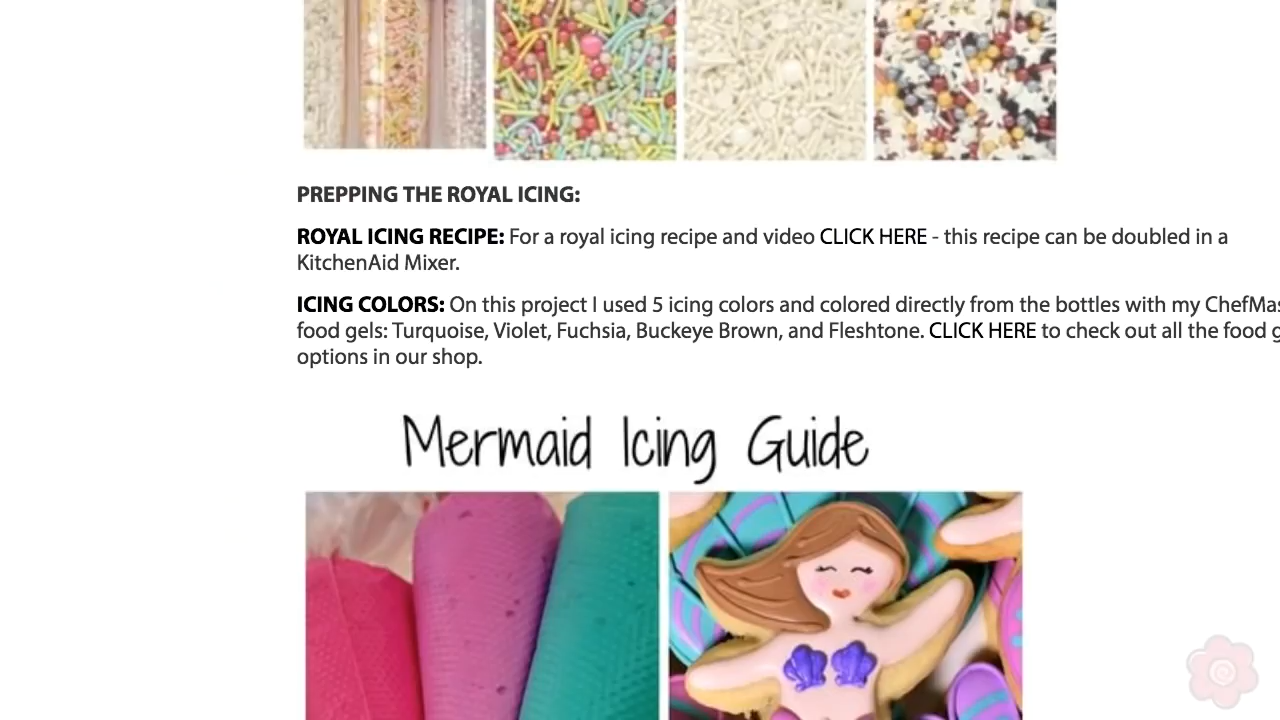 PREPPING THE ROYAL ICING:
ROYAL ICING RECIPE: For a royal icing recipe and video CLICK HERE - this recipe can be doubled in a
KitchenAid Mixer.
ICING COLORS: On this project I used 5 icing colors and colored directly from the bottles with my
food gels: Turquoise, Violet, Fuchsia, Buckeye Brown, and Fleshtone. CLICK HERE to check out all the food
options in our shop.
Mermaid Icing Guide